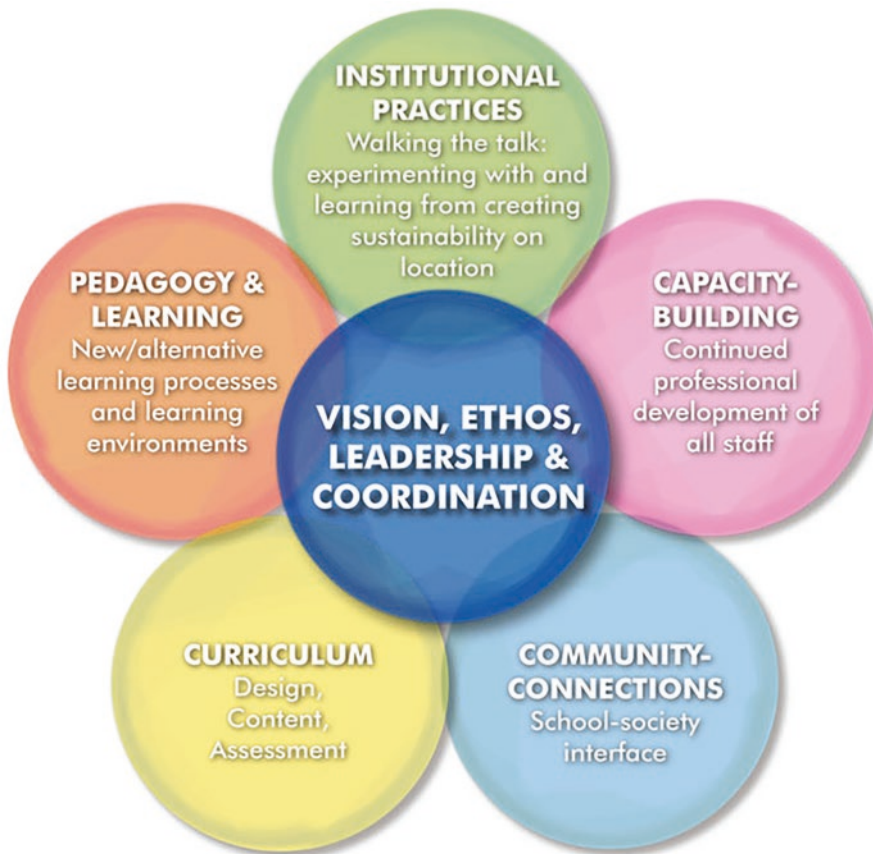 INSTITUTIONAL
PRACTICES
Walking the talk:
experimenting with and
learning from creating
sustainability on
location
PEDAGOGY &
LEARNING
New/alternative
learning processes
and learning
environments
CAPACITY-
BUILDING
Continued
professional
development of
all staff
VISION, ETHOS,
LEADERSHIP &
COORDINATION
CURRICULUM
Design,
Content,
Assessment
COMMUNITY-
CONNECTIONS
School-society
interface